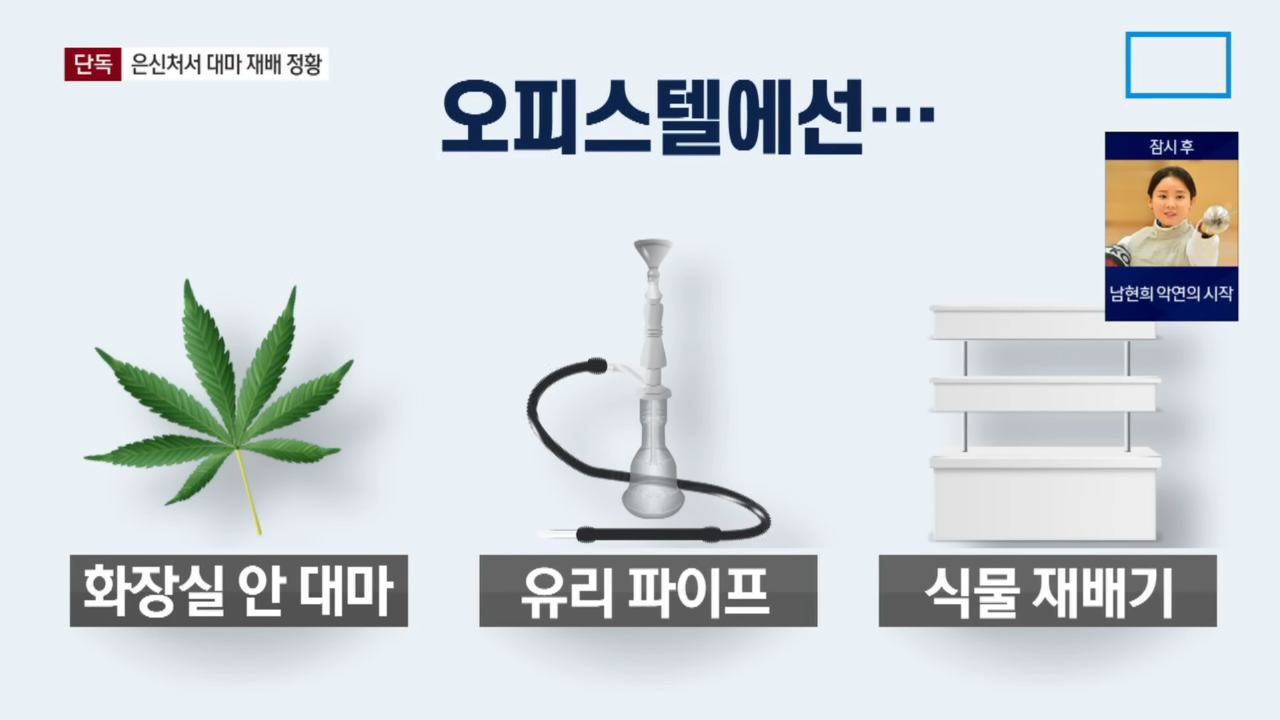 단독 은신처서 대마 재배 정황
오피스텔에선…
잠시 후
남현희 악연의 시작
화장실 안 대마
유리 파이프
식물 재배기